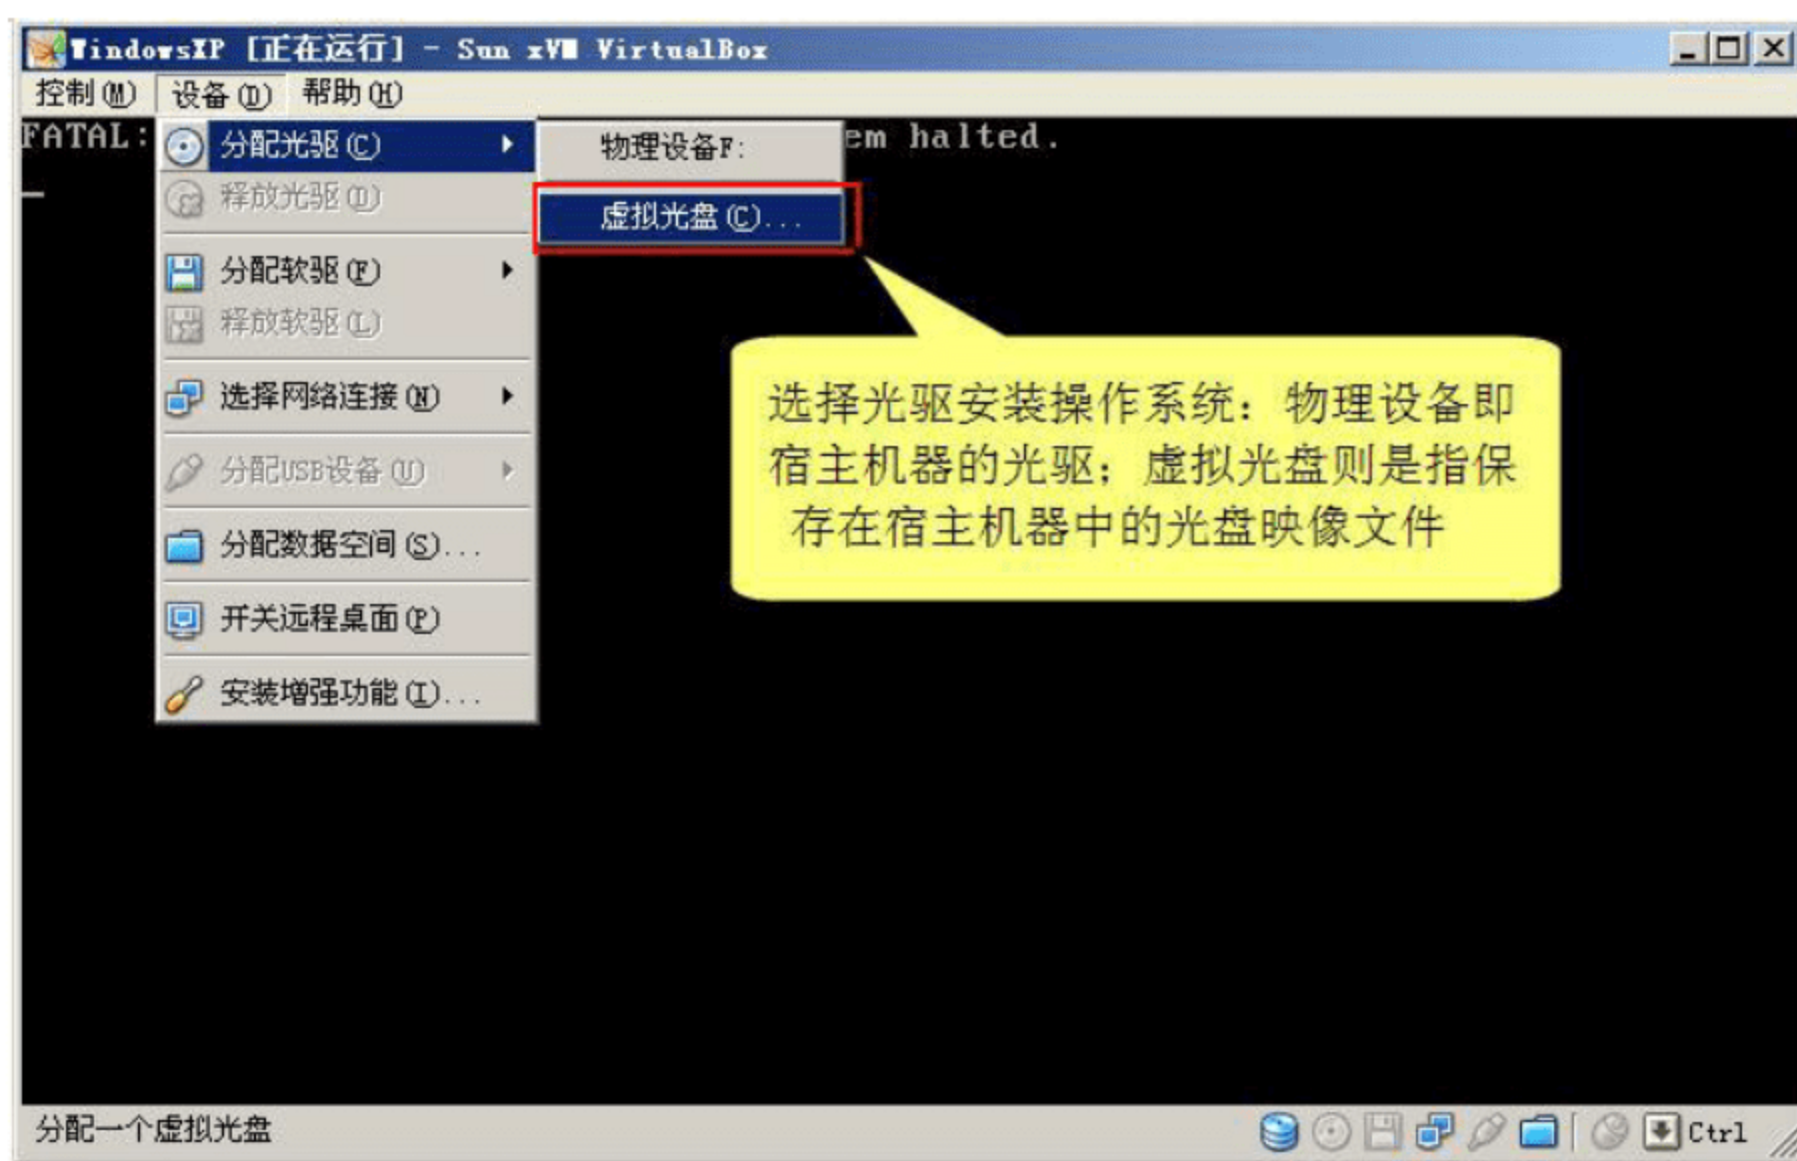 WindowsXP [正在运行] - Sun xVM VirtualBox
控制(M) 设备(D) 帮助(H)
FATAL: em halted.
分配光驱(C)
物理设备F:
释放光驱(D)
虚拟光盘(C)...
分配软驱(F)
释放软驱(L)
选择网络连接(N)
分配USB设备(U)
分配数据空间(S)...
开关远程桌面(P)
安装增强功能(I)...
选择光驱安装操作系统：物理设备即
宿主机器的光驱；虚拟光盘则是指保
存在宿主机器中的光盘映像文件
分配一个虚拟光盘
Ctrl